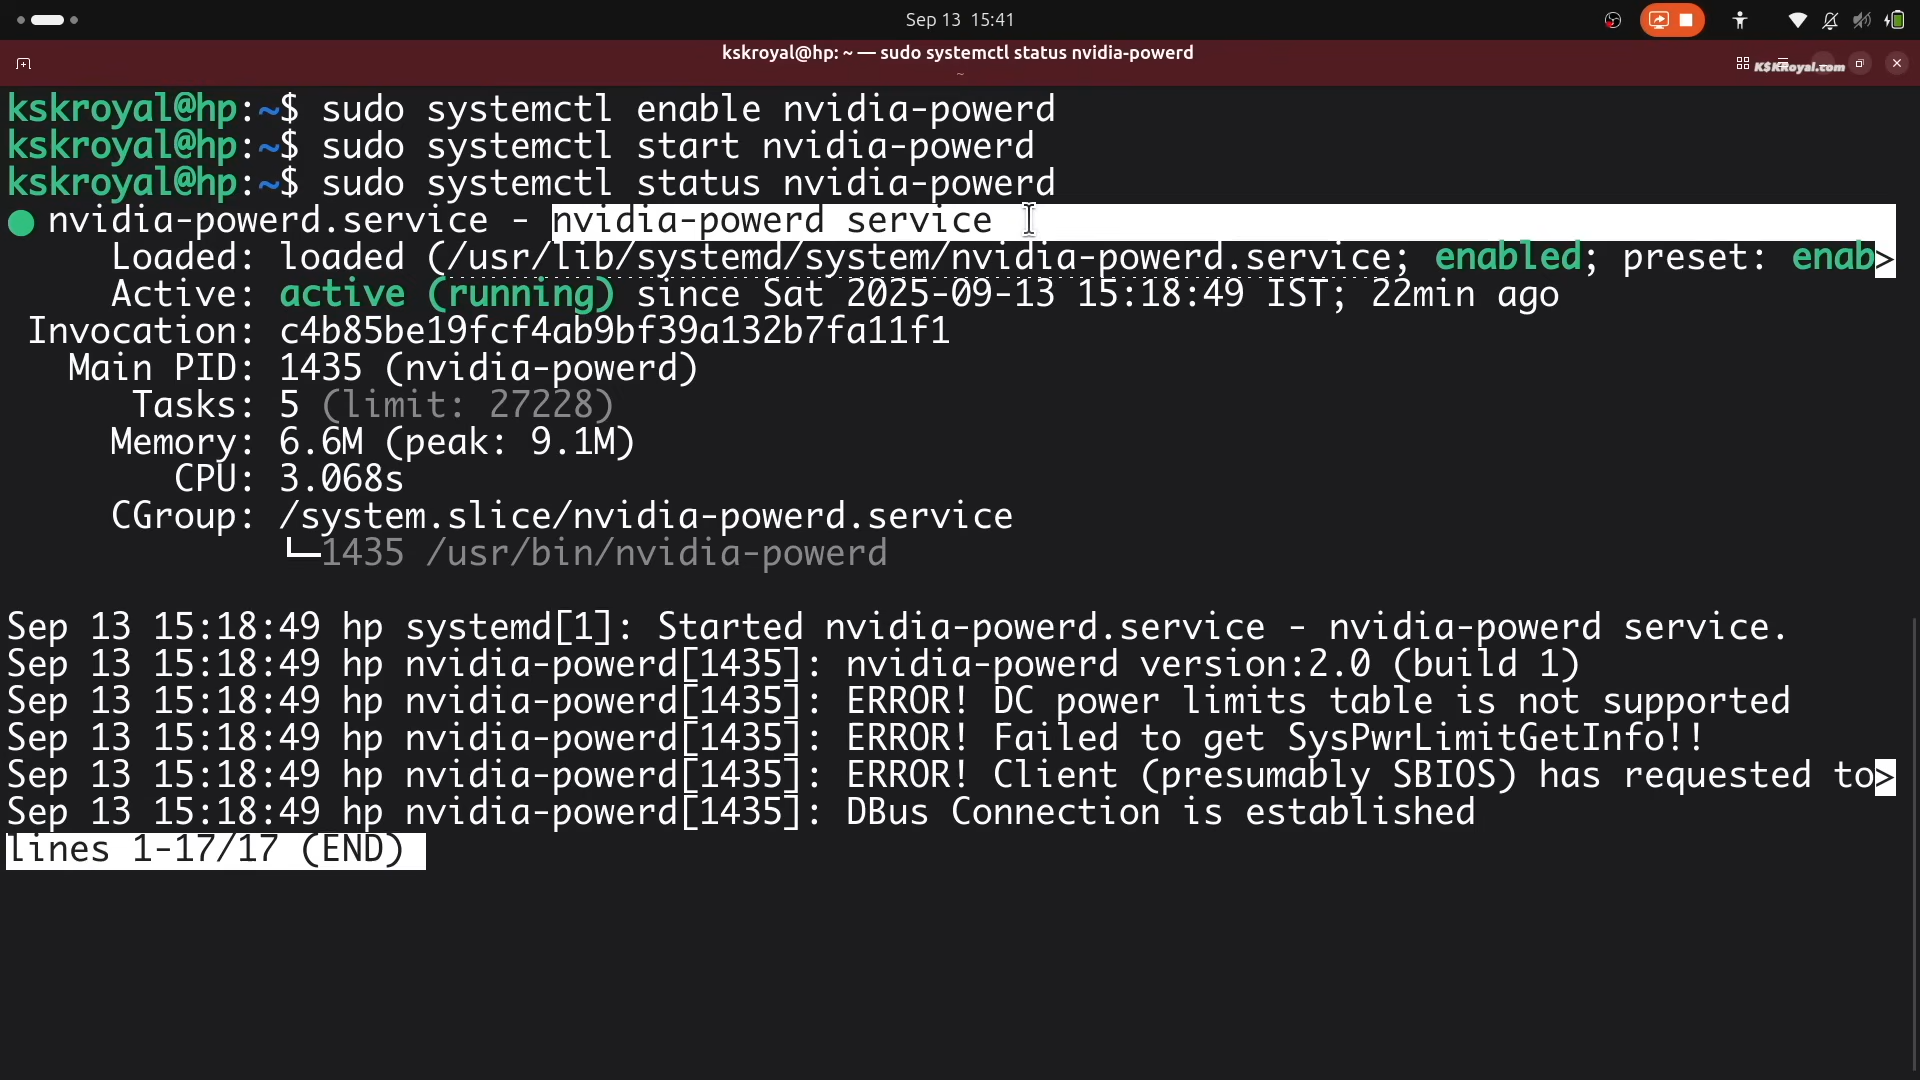 Sep 13 15:41
kskroyal@hp: ~ — sudo systemctl status nvidia-powerd
~
K$KRoyal.com
kskroyal@hp:~$ sudo systemctl enable nvidia-powerd
kskroyal@hp:~$ sudo systemctl start nvidia-powerd
kskroyal@hp:~$ sudo systemctl status nvidia-powerd
● nvidia-powerd.service - nvidia-powerd service
Loaded: loaded (/usr/lib/systemd/system/nvidia-powerd.service; enabled; preset: enab>
Active: active (running) since Sat 2025-09-13 15:18:49 IST; 22min ago
Invocation: c4b85be19fcf4ab9bf39a132b7fa11f1
Main PID: 1435 (nvidia-powerd)
Tasks: 5 (limit: 27228)
Memory: 6.6M (peak: 9.1M)
CPU: 3.068s
CGroup: /system.slice/nvidia-powerd.service
└─1435 /usr/bin/nvidia-powerd
Sep 13 15:18:49 hp systemd[1]: Started nvidia-powerd.service - nvidia-powerd service.
Sep 13 15:18:49 hp nvidia-powerd[1435]: nvidia-powerd version:2.0 (build 1)
Sep 13 15:18:49 hp nvidia-powerd[1435]: ERROR! DC power limits table is not supported
Sep 13 15:18:49 hp nvidia-powerd[1435]: ERROR! Failed to get SysPwrLimitGetInfo!!
Sep 13 15:18:49 hp nvidia-powerd[1435]: ERROR! Client (presumably SBIOS) has requested to>
Sep 13 15:18:49 hp nvidia-powerd[1435]: DBus Connection is established
lines 1-17/17 (END)